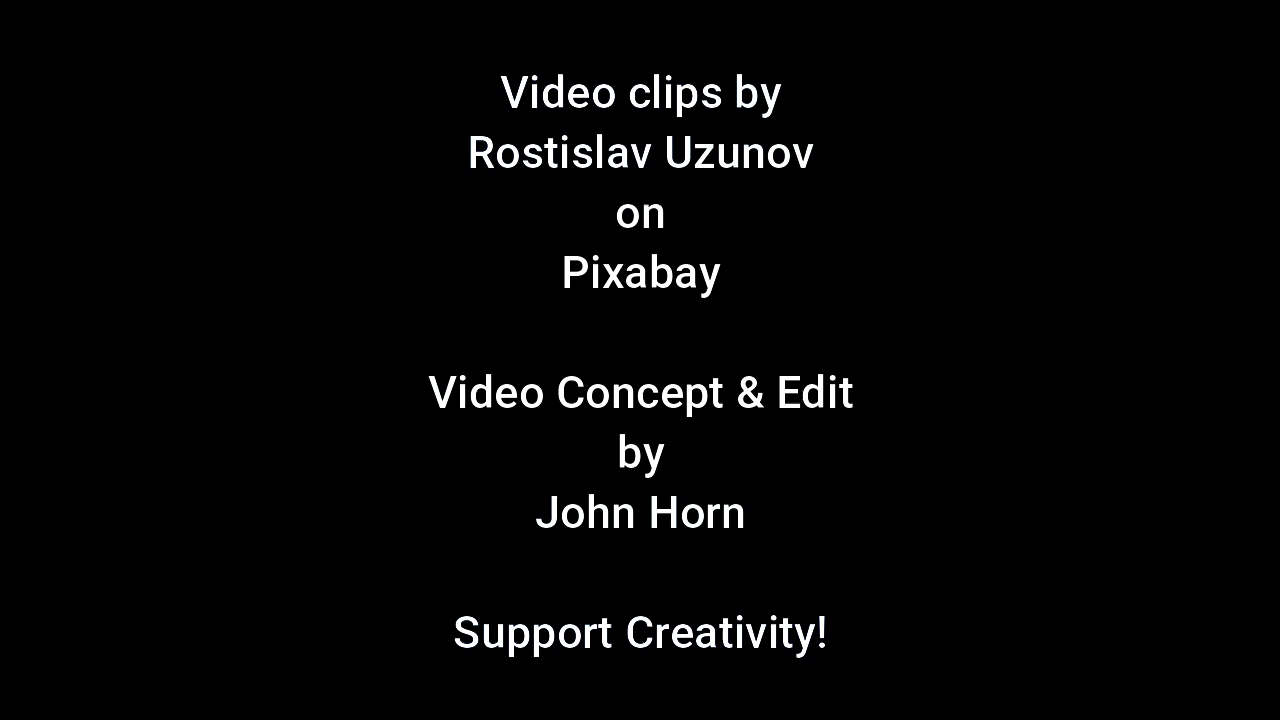 Video clips by
Rostislav Uzunov
on
Pixabay
Video Concept & Edit
by
John Horn
Support Creativity!